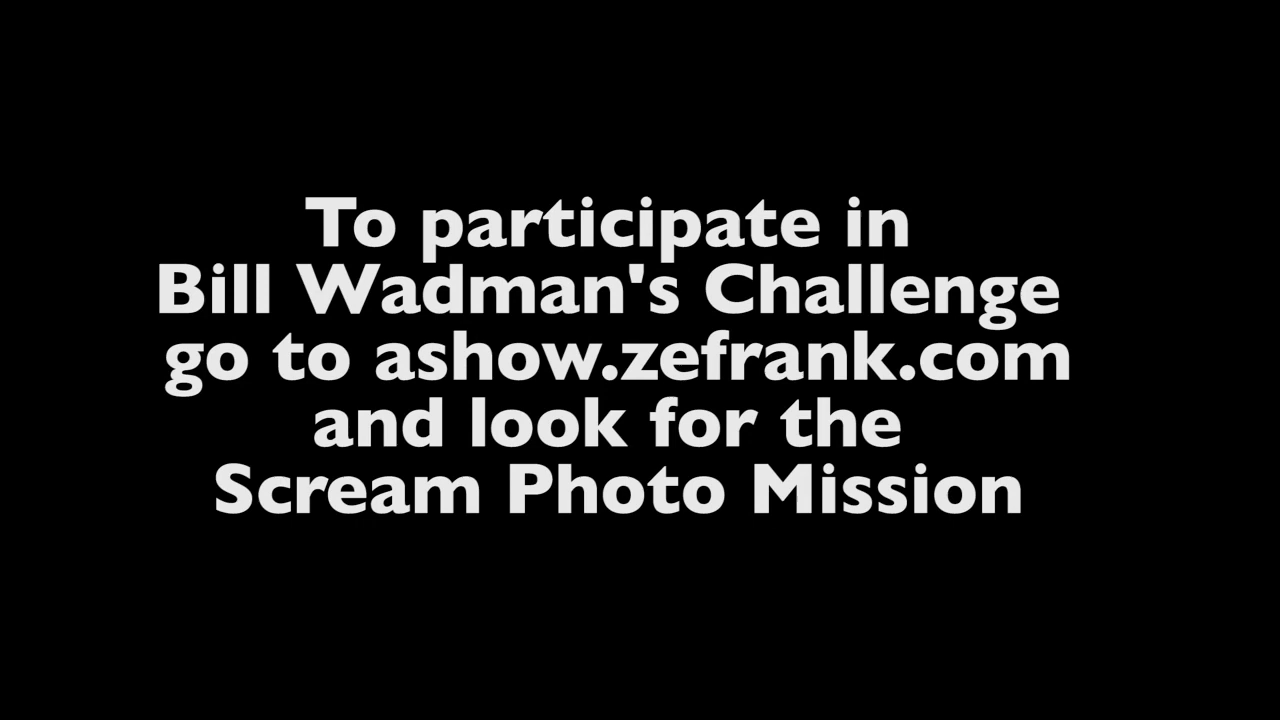 To participate in
Bill Wadman's Challenge
go to ashow.zefrank.com
and look for the
Scream Photo Mission